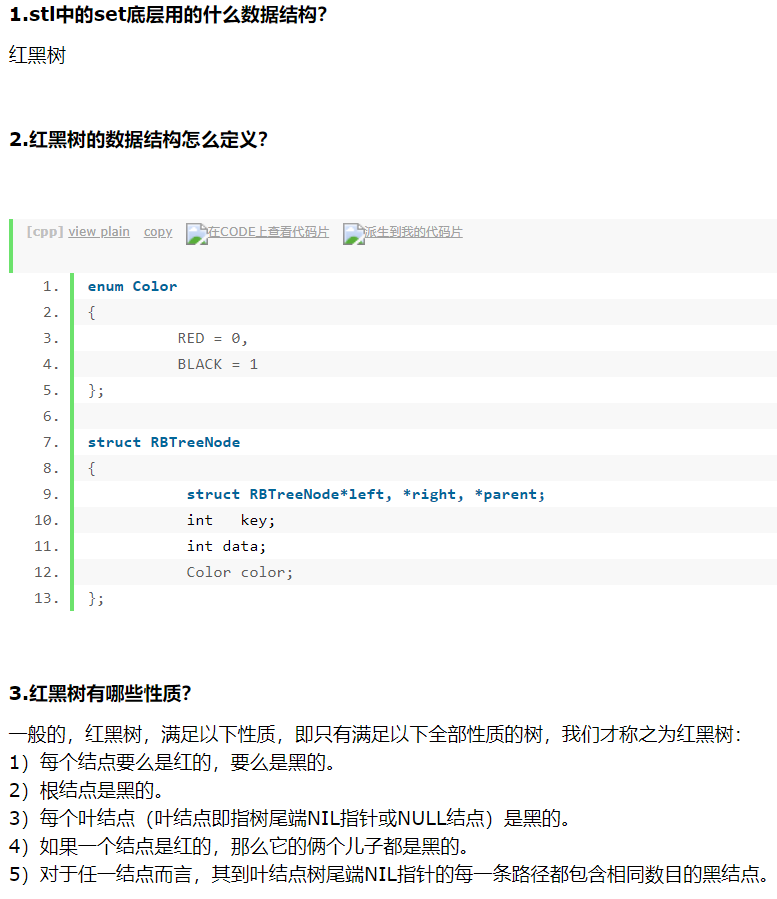 1.stl中的set底层用的什么数据结构？
红黑树
2.红黑树的数据结构怎么定义？
[cpp] view plain copy 在CODE上查看代码片 派生到我的代码片
1. enum Color
2. {
3. RED = 0,
4. BLACK = 1
5. };
6.
7. struct RBTreeNode
8. {
9. struct RBTreeNode*left, *right, *parent;
10. int key;
11. int data;
12. Color color;
13. };
3.红黑树有哪些性质？
一般的，红黑树，满足以下性质，即只有满足以下全部性质的树，我们才称之为红黑树：
1）每个结点要么是红的，要么是黑的。
2）根结点是黑的。
3）每个叶结点（叶结点即指树尾端NIL指针或NULL结点）是黑的。
4）如果一个结点是红的，那么它的俩个儿子都是黑的。
5）对于任一结点而言，其到叶结点树尾端NIL指针的每一条路径都包含相同数目的黑结点。